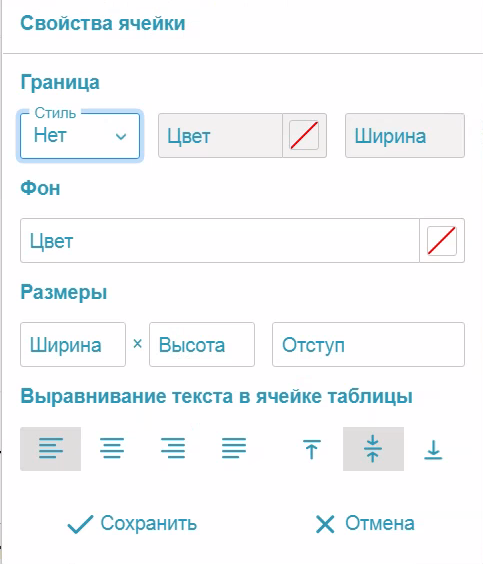 Свойства ячейки
Граница
Стиль
Нет
Цвет
Ширина
Фон
Цвет
Размеры
Ширина × Высота Отступ
Выравнивание текста в ячейке таблицы
Сохранить Отмена